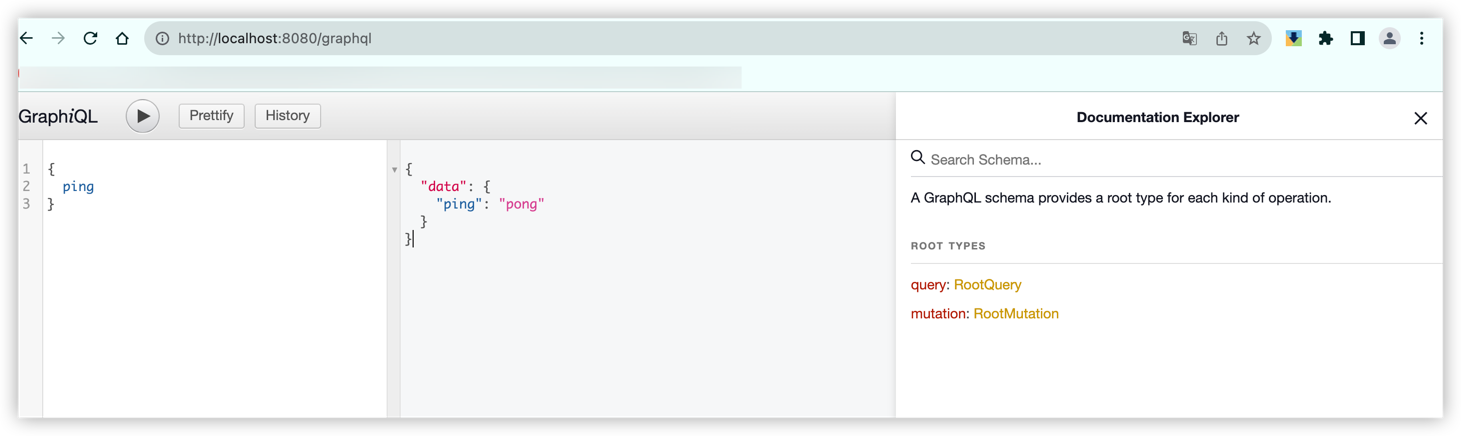 http://localhost:8080/graphql
GraphiQL
Prettify
History
1 {
2 ping
3 }
{
"data": {
"ping": "pong"
}
}
Documentation Explorer
Search Schema...
A GraphQL schema provides a root type for each kind of operation.
ROOT TYPES
query: RootQuery
mutation: RootMutation